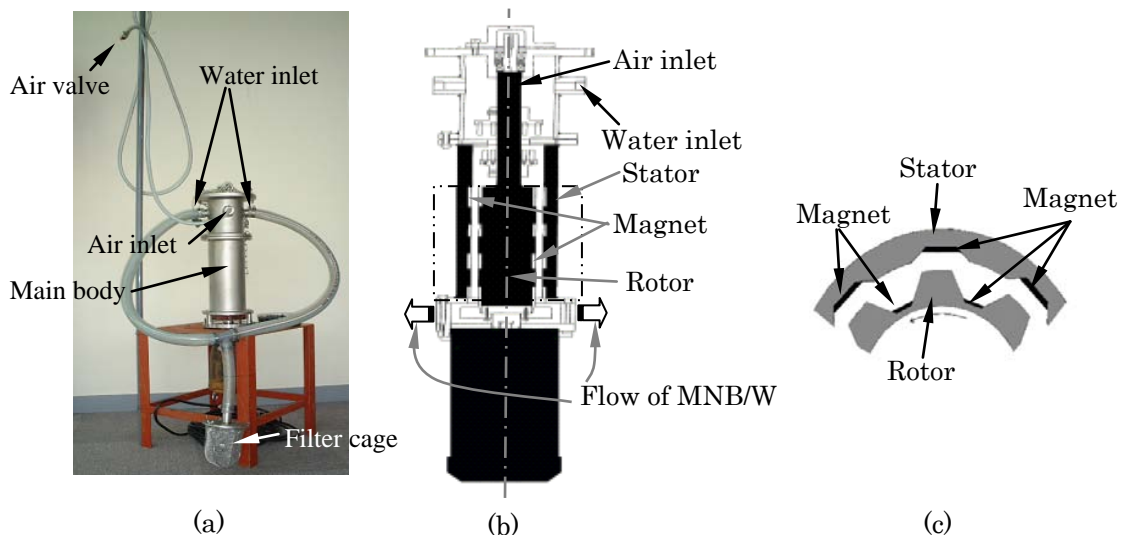 Air valve
Water inlet
Air inlet
Main body
Filter cage
(a)
Air inlet
Water inlet
Stator
Magnet
Rotor
Flow of MNB/W
(b)
Stator
Magnet
Magnet
Rotor
(c)